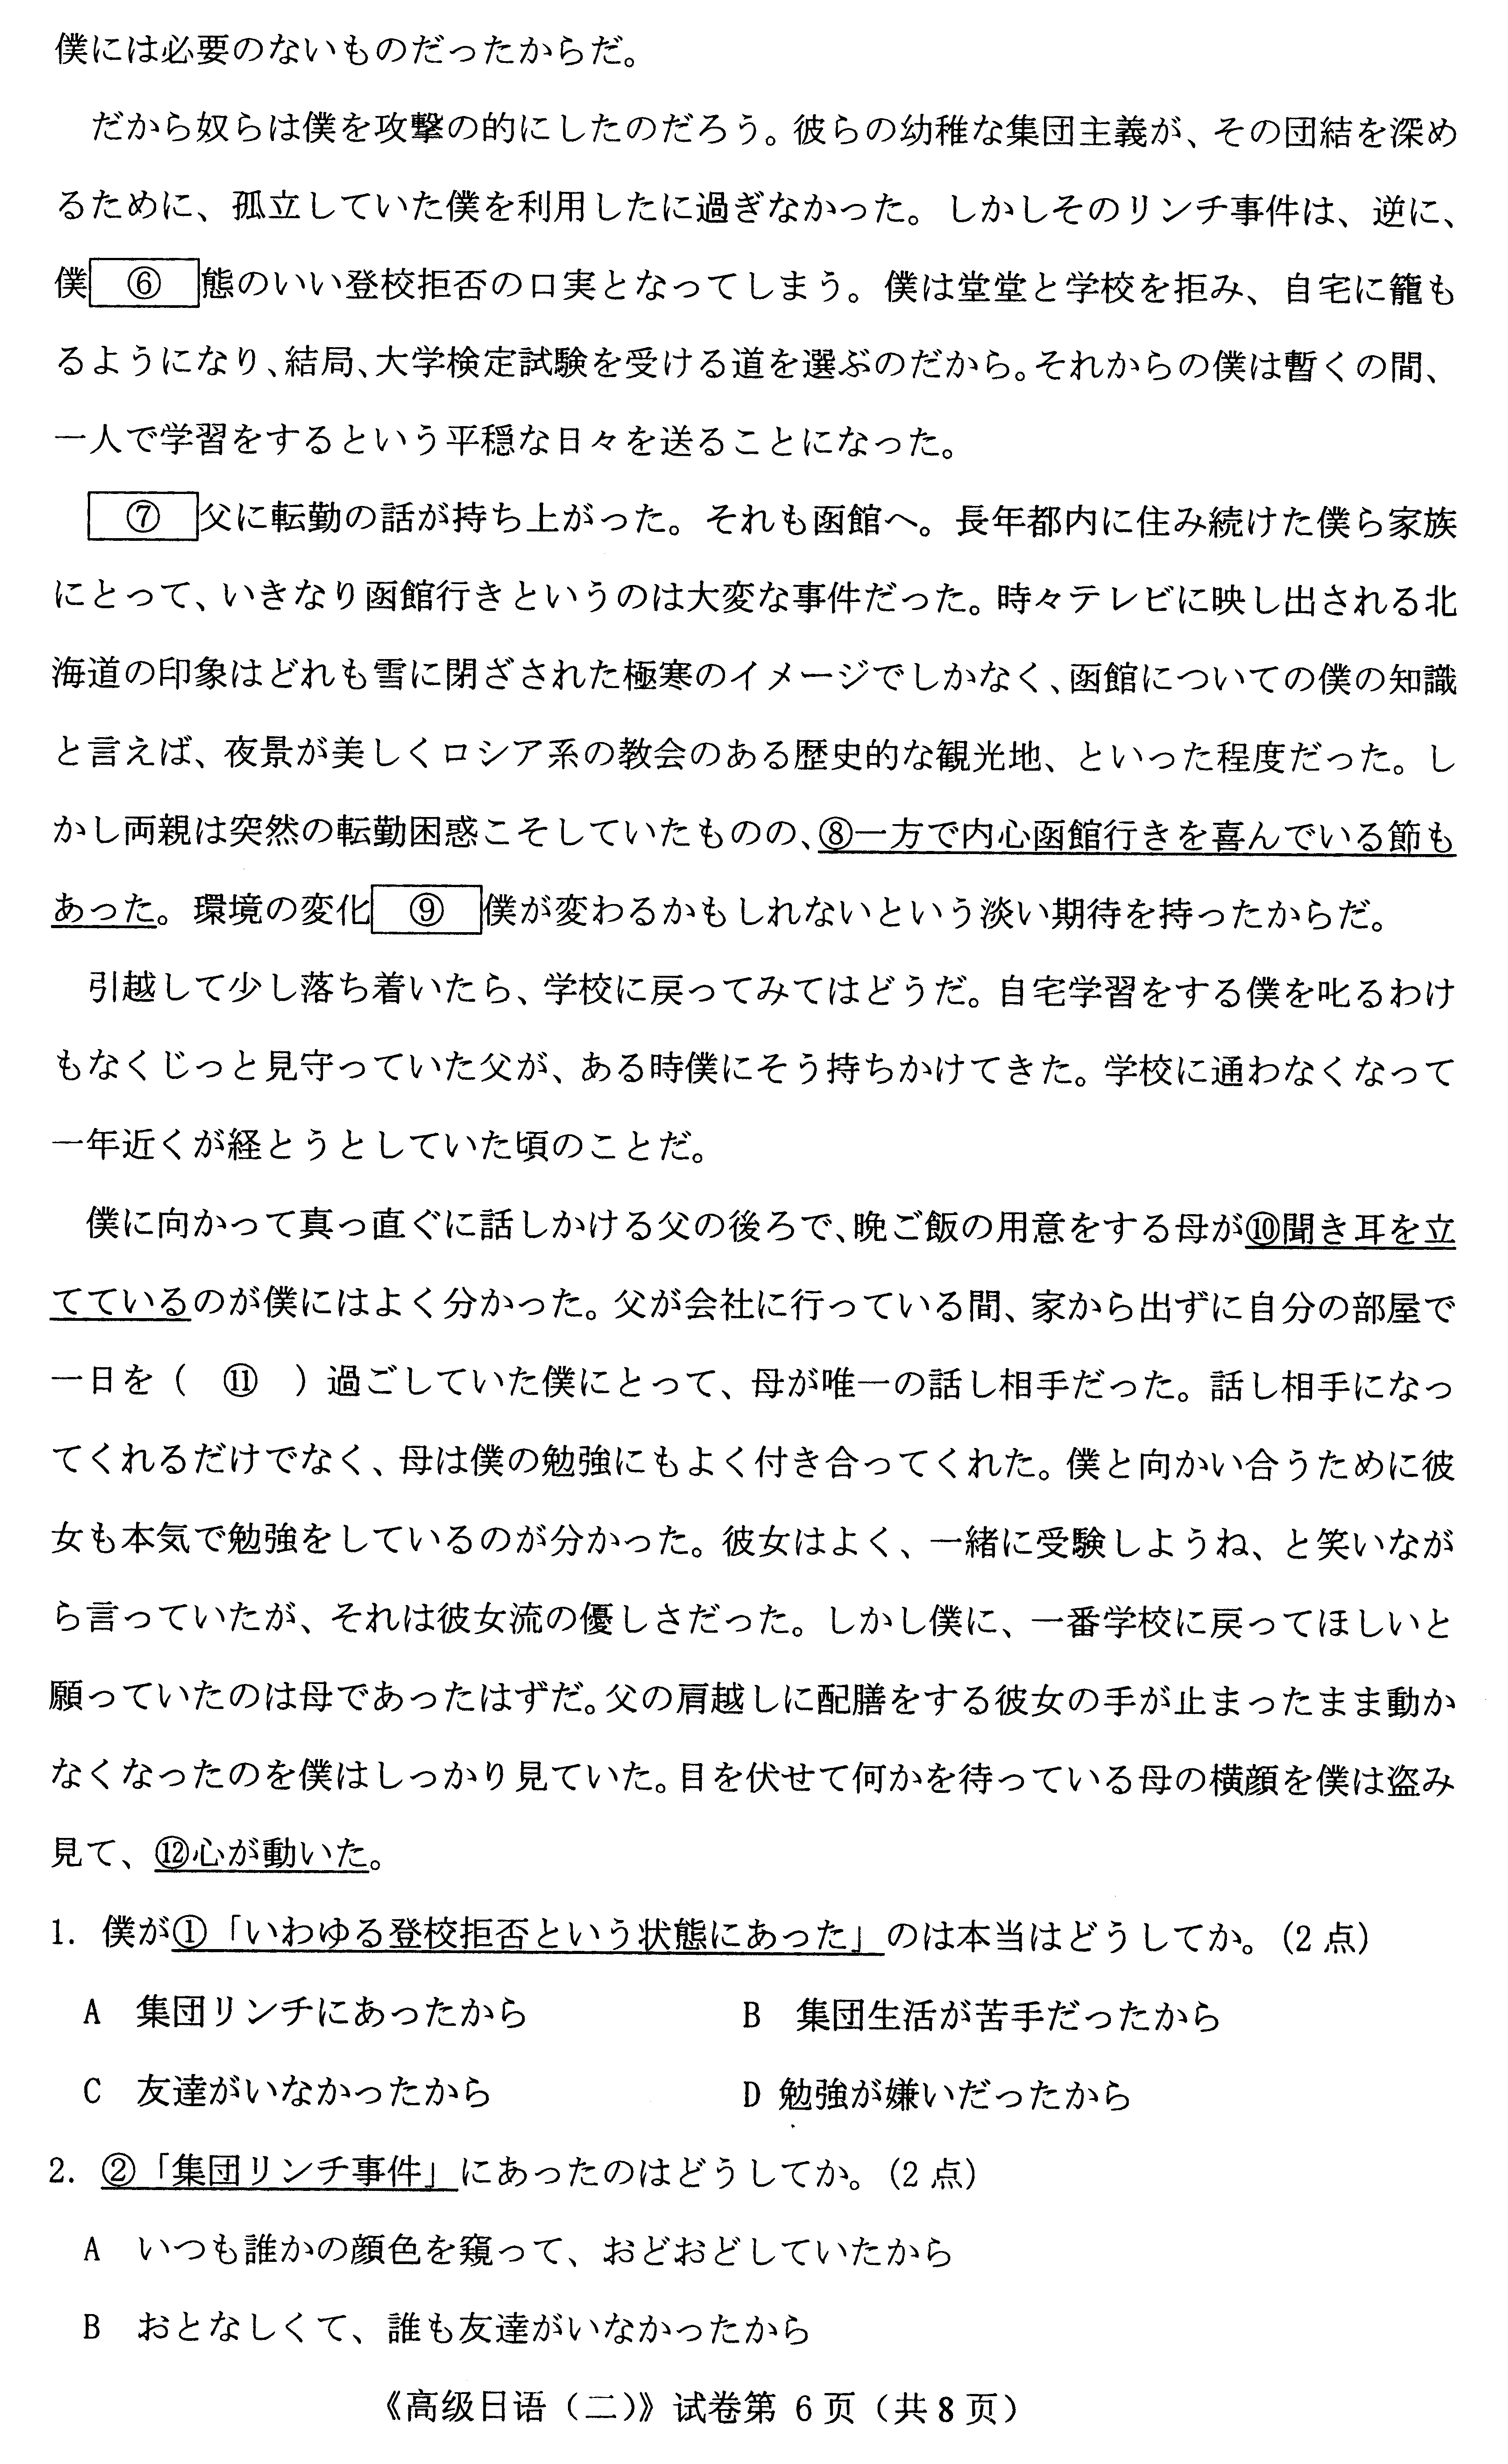 僕には必要のないものだったからだ。
だから奴らは僕を攻撃の的にしたのだろう。彼らの幼稚な集団主義が、その団結を深め
るために、孤立していた僕を利用したに過ぎなかった。しかしそのリンチ事件は、逆に、
僕 ⑥ 態のいい登校拒否の口実となってしまう。僕は堂堂と学校を拒み、自宅に籠も
るようになり、結局、大学検定試験を受ける道を選ぶのだから。それからの僕は暫くの間、
一人で学習をするという平穏な日々を送ることになった。
⑦ 父に転勤の話が持ち上がった。それも函館へ。長年都内に住み続けた僕ら家族
にとって、いきなり函館行きというのは大変な事件だった。時々テレビに映し出される北
海道の印象はどれも雪に閉ざされた極寒のイメージでしかなく、函館についての僕の知識
と言えば、夜景が美しくロシア系の教会のある歴史的な観光地、といった程度だった。し
かし両親は突然の転勤困惑こそしていたものの、⑧一方で内心函館行きを喜んでいる節も
あった。環境の変化 ⑨ 僕が変わるかもしれないという淡い期待を持ったからだ。
引越して少し落ち着いたら、学校に戻ってみてはどうだ。自宅学習をする僕を叱るわけ
もなくじっと見守っていた父が、ある時僕にそう持ちかけてきた。学校に通わなくなって
一年近くが経とうとしていた頃のことだ。
僕に向かって真っ直ぐに話しかける父の後ろで、晩ご飯の用意をする母が⑩聞き耳を立
てているのが僕にはよく分かった。父が会社に行っている間、家から出ずに自分の部屋で
一日を（ ⑪ ）過ごしていた僕にとって、母が唯一の話し相手だった。話し相手になっ
てくれるだけでなく、母は僕の勉強にもよく付き合ってくれた。僕と向かい合うために彼
女も本気で勉強をしているのが分かった。彼女はよく、一緒に受験しようね、と笑いなが
ら言っていたが、それは彼女流の優しさだった。しかし僕に、一番学校に戻ってほしいと
願っていたのは母であったはずだ。父の肩越しに配膳をする彼女の手が止まったまま動か
なくなったのを僕はしっかり見ていた。目を伏せて何かを待っている母の横顔を僕は盗み
見て、⑫心が動いた。
1. 僕が①「いわゆる登校拒否という状態にあった」のは本当はどうしてか。（2 点）
A 集団リンチにあったから B 集団生活が苦手だったから
C 友達がいなかったから D 勉強が嫌いだったから
2. ②「集団リンチ事件」にあったのはどうしてか。（2 点）
A いつも誰かの顔色を窺って、おどおどしていたから
B おとなしくて、誰も友達がいなかったから
《高级日语（二）》试卷第 6 页（共 8 页）